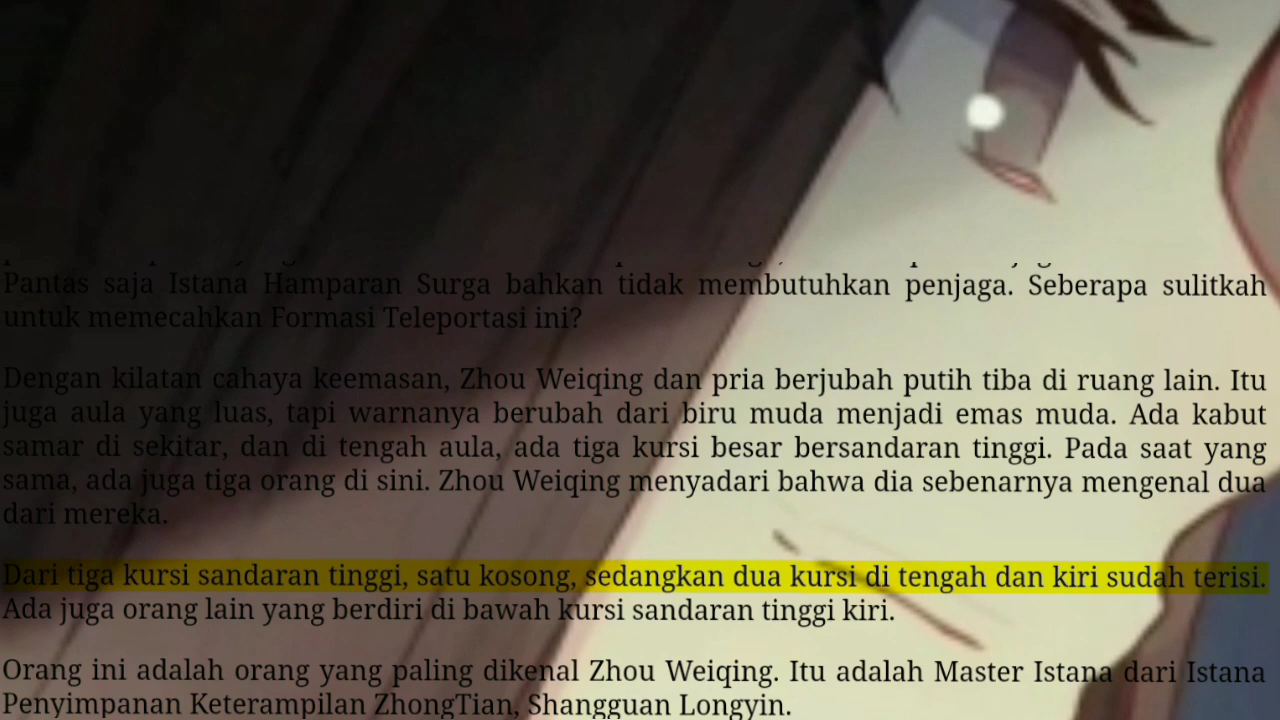 Pantas saja Istana Hamparan Surga bahkan tidak membutuhkan penjaga. Seberapa sulitkah
untuk memecahkan Formasi Teleportasi ini?
Dengan kilatan cahaya keemasan, Zhou Weiqing dan pria berjubah putih tiba di ruang lain. Itu
juga aula yang luas, tapi warnanya berubah dari biru muda menjadi emas muda. Ada kabut
samar di sekitar, dan di tengah aula, ada tiga kursi besar bersandaran tinggi. Pada saat yang
sama, ada juga tiga orang di sini. Zhou Weiqing menyadari bahwa dia sebenarnya mengenal dua
dari mereka.
Dari tiga kursi sandaran tinggi, satu kosong, sedangkan dua kursi di tengah dan kiri sudah terisi.
Ada juga orang lain yang berdiri di bawah kursi sandaran tinggi kiri.
Orang ini adalah orang yang paling dikenal Zhou Weiqing. Itu adalah Master Istana dari Istana
Penyimpanan Keterampilan ZhongTian, Shangguan Longyin.